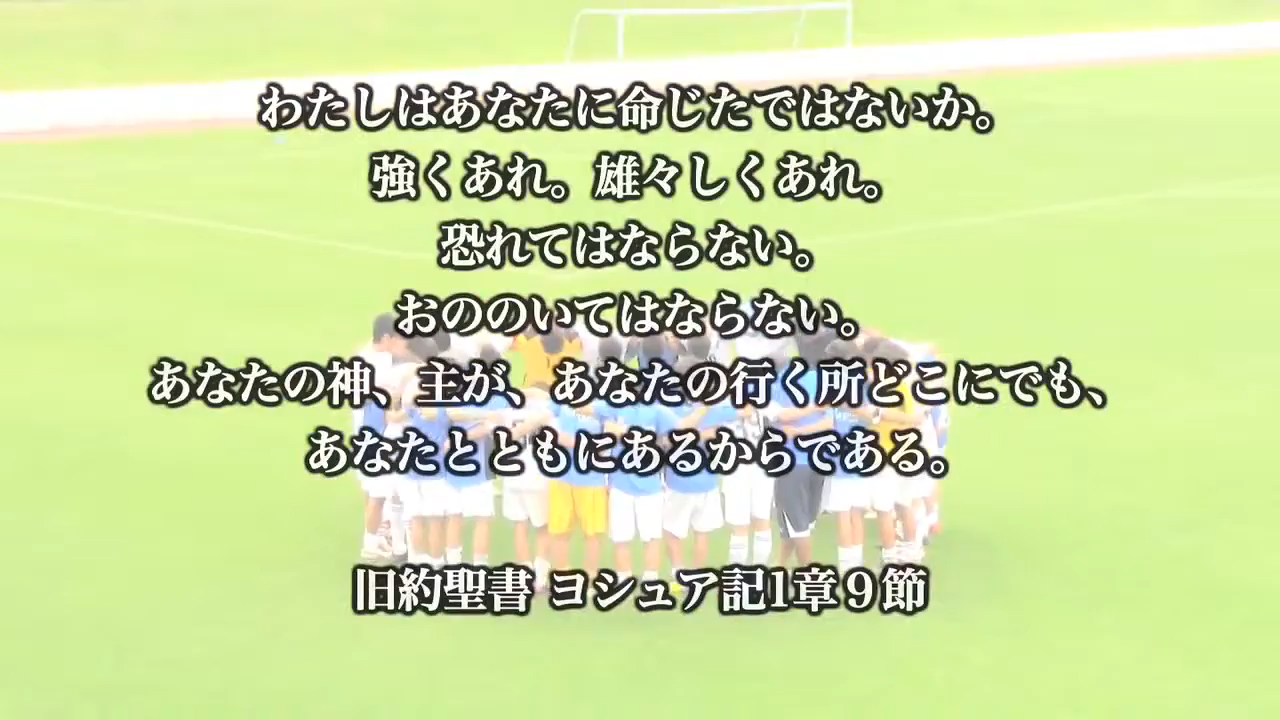 わたしはあなたに命じたではないか。
強くあれ。雄々しくあれ。
恐れてはならない。
おののいてはならない。
あなたの神、主が、あなたの行く所どこにでも、
あなたとともにあるからである。
旧約聖書 ヨシュア記1章９節